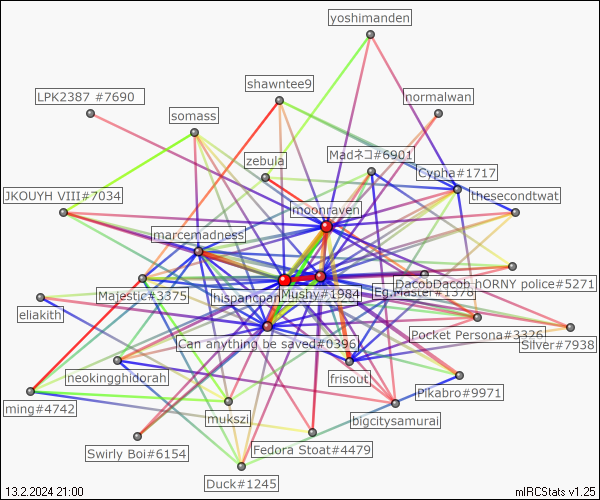 yoshimanden
shawntee9
LPK2387 #7690
normalwan
somass
Madネコ#6901
zebula
Cypha#1717
JKOUYH VIII#7034
thesecondtwat
moonraven
marcemadness
DacobDacob hORNY police#5271
Majestic#3375
hispanicpan
Mushy#1984
Eg.Master#1378
eliakith
Pocket Persona#3326
Can anything be saved#0396
Silver#7938
neokingghidorah
frisout
Pikabro#9971
ming#4742
mukszi
bigcitysamurai
Swirly Boi#6154
Fedora Stoat#4479
Duck#1245
13.2.2024 21:00
mIRCStats v1.25